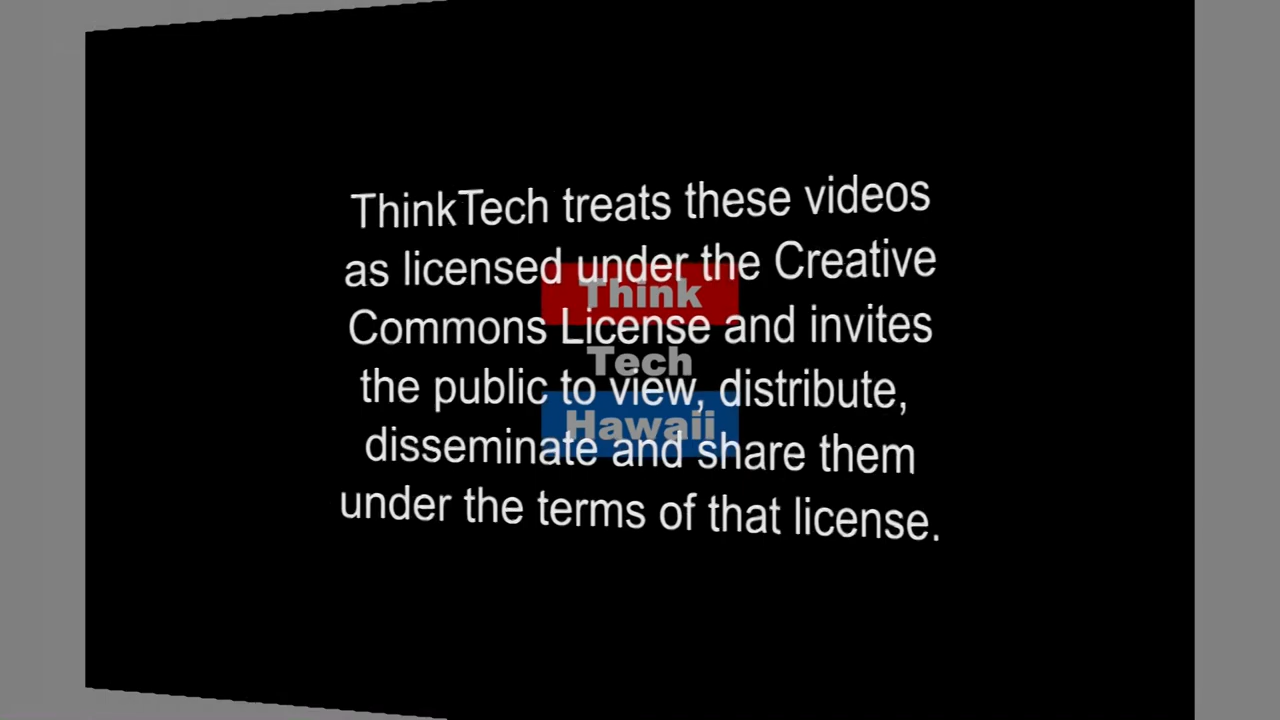 ThinkTech treats these videos
as licensed under the Creative
Commons License and invites
the public to view, distribute,
disseminate and share them
under the terms of that license.
Think
Tech
Hawaii